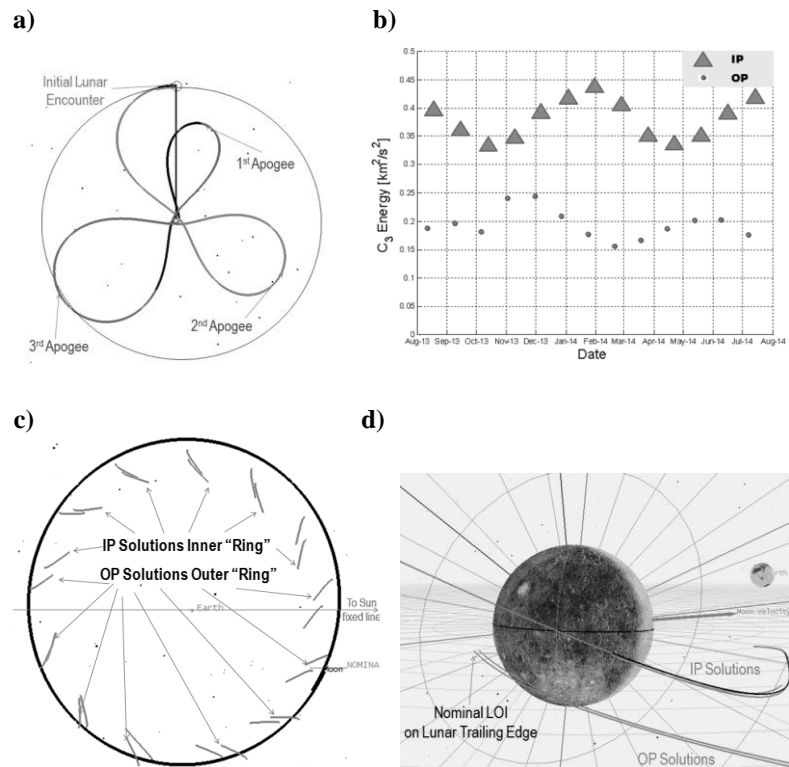 a)
Initial Lunar
Encounter
1st Apogee
2nd Apogee
3rd Apogee
b)
0.5
0.45
0.4
0.35
0.3
0.25
0.2
0.15
0.1
0.05
0
C3 Energy [km2/s2]
IP
OP
Aug-13 Sep-13 Oct-13 Nov-13 Dec-13 Jan-14 Feb-14 Mar-14 Apr-14 May-14 Jun-14 Jul-14 Aug-14
Date
c)
IP Solutions Inner “Ring”
OP Solutions Outer “Ring”
Earth
To Sun
fixed line
Moon
NOMINA
d)
Earth
Moon Velocity
IP Solutions
Nominal LOI
on Lunar Trailing Edge
OP Solutions